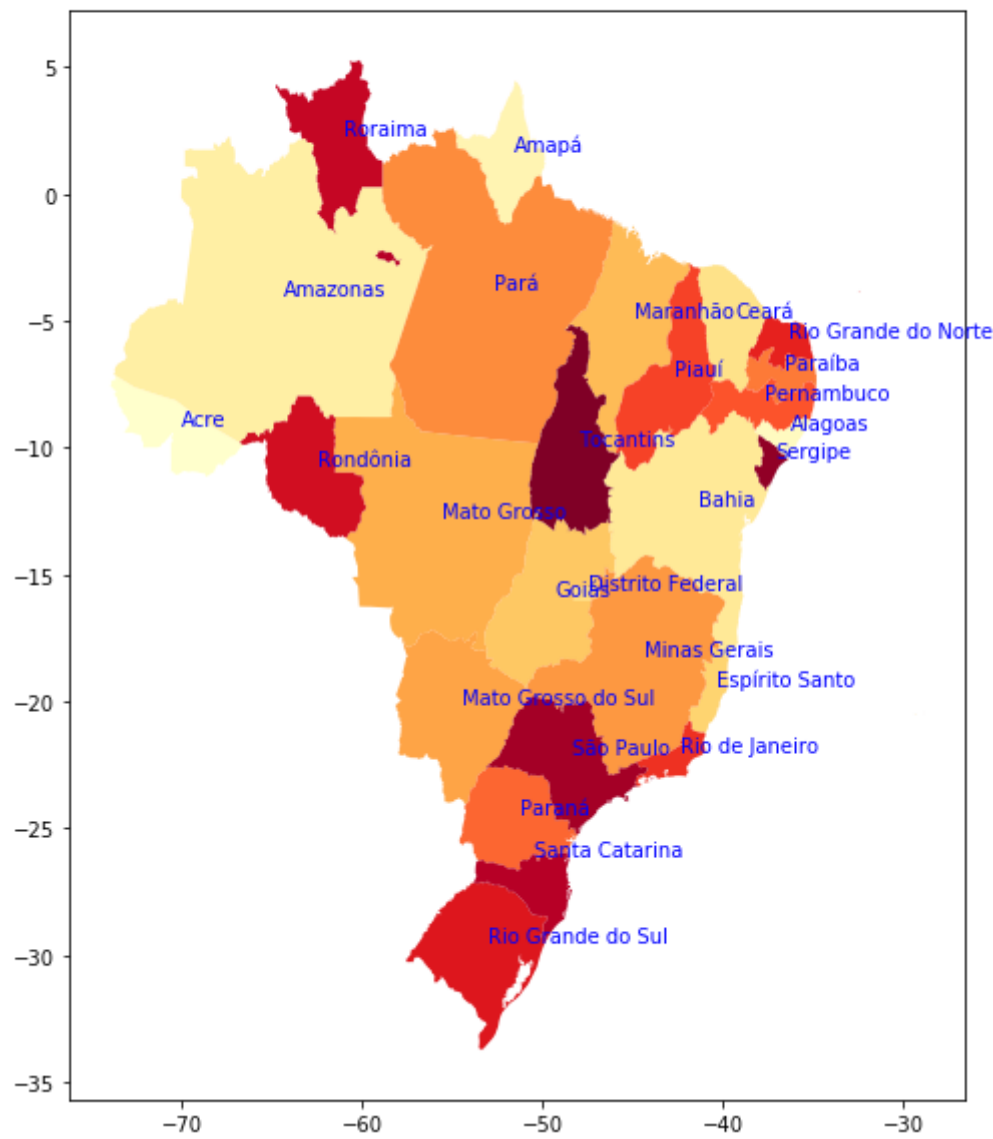 5
0
−5
−10
−15
−20
−25
−30
−35
Roraima
Amapá
Amazonas
Pará
Maranhão
Ceará
Rio Grande do Norte
Paraíba
Piauí
Pernambuco
Acre
Alagoas
Tocantins
Sergipe
Rondônia
Bahia
Mato Grosso
Distrito Federal
Goiás
Minas Gerais
Espírito Santo
Mato Grosso do Sul
São Paulo
Rio de Janeiro
Paraná
Santa Catarina
Rio Grande do Sul
−70
−60
−50
−40
−30